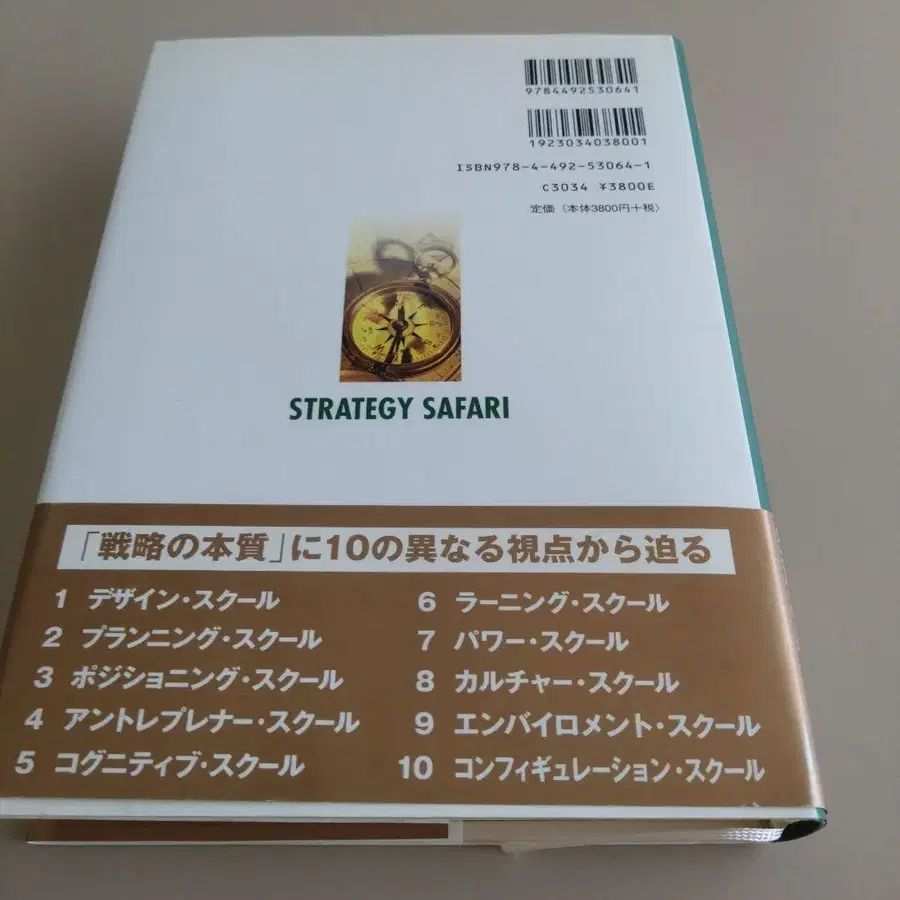 9784492530641
1923034038001
ISBN978-4-492-53064-1
C3034 ¥3800E
定価（本体3800円＋税）
STRATEGY SAFARI
「戦略の本質」に10の異なる視点から迫る
1 デザイン・スクール
2 プランニング・スクール
3 ポジショニング・スクール
4 アントレプレナー・スクール
5 コグニティブ・スクール
6 ラーニング・スクール
7 パワー・スクール
8 カルチャー・スクール
9 エンバイロメント・スクール
10 コンフィギュレーション・スクール